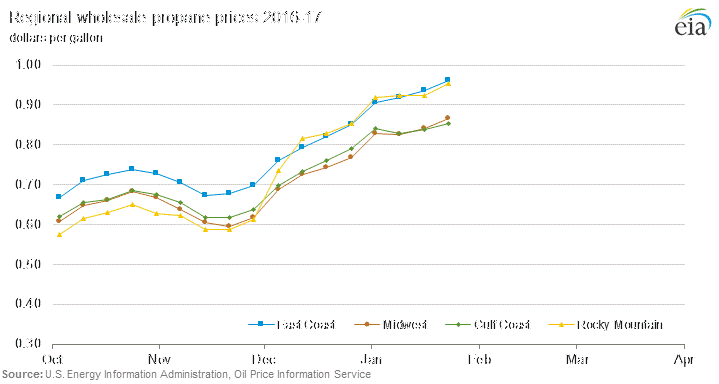 Regional wholesale propane prices 2016-17
dollars per gallon
eia
1.00
0.90
0.80
0.70
0.60
0.50
0.40
0.30
East Coast Midwest Gulf Coast Rocky Mountain
Oct Nov Dec Jan Feb Mar Apr
Source: U.S. Energy Information Administration, Oil Price Information Service